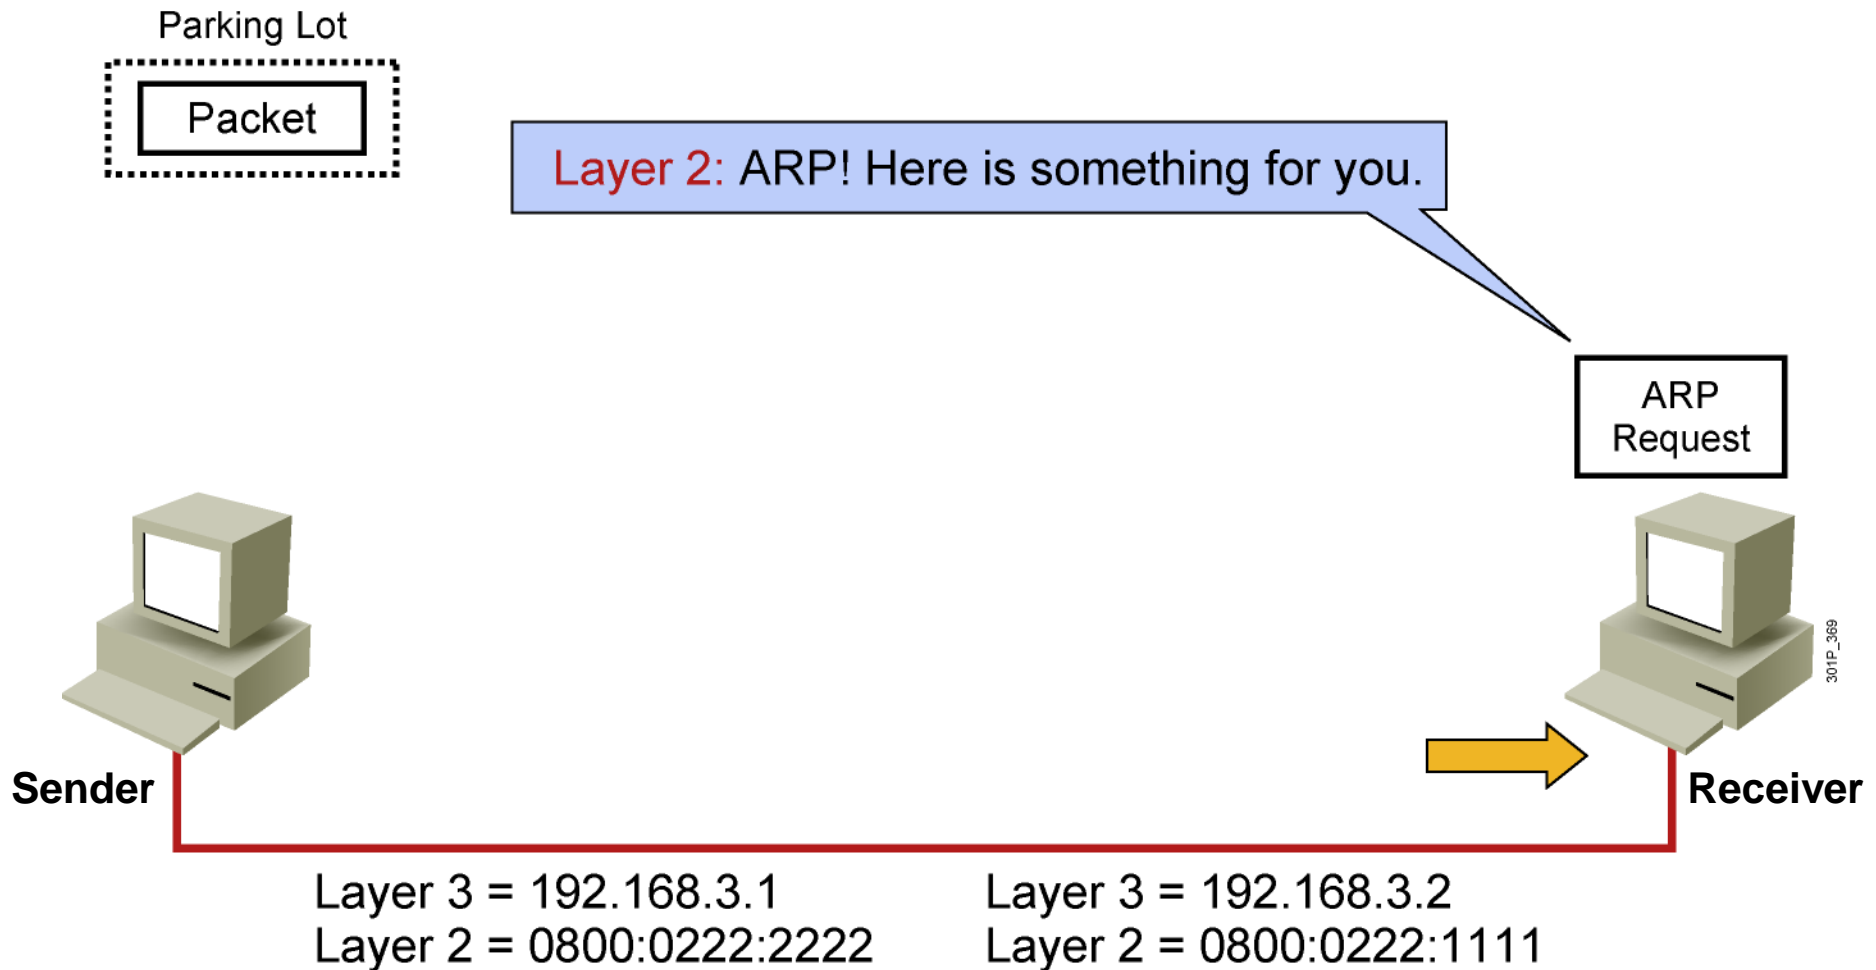 Parking Lot
Packet
Layer 2: ARP! Here is something for you.
ARP
Request
301P_369
Sender
Receiver
Layer 3 = 192.168.3.1
Layer 2 = 0800:0222:2222
Layer 3 = 192.168.3.2
Layer 2 = 0800:0222:1111